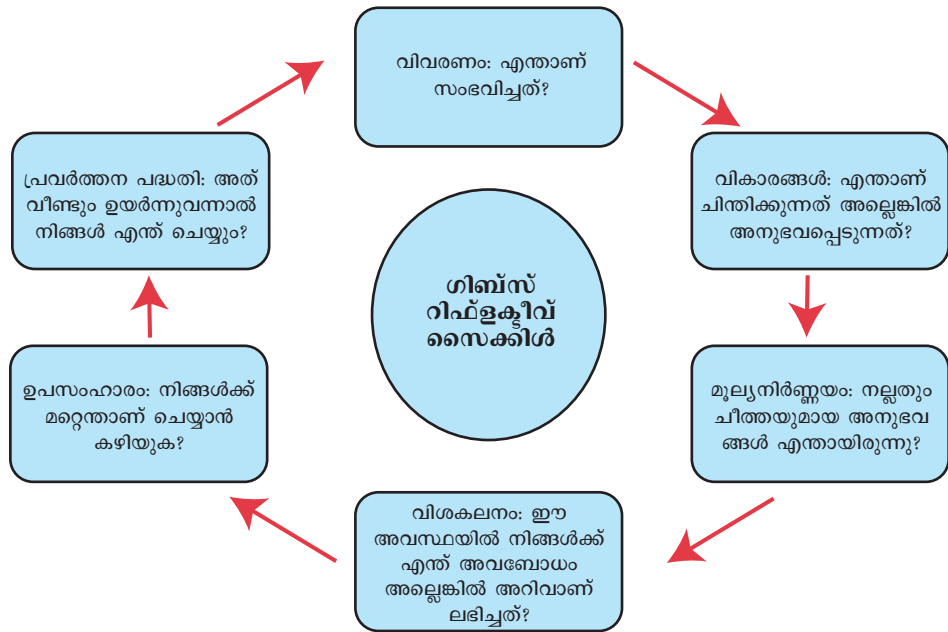 വിവരണം: എന്താണ്
സംഭവിച്ചത്?
വികാരങ്ങൾ: എന്താണ്
ചിന്തിക്കുന്നത് അല്ലെങ്കിൽ
അനുഭവപ്പെടുന്നത്?
മൂല്യനിർണ്ണയം: നല്ലതും
ചീത്തയുമായ അനുഭവ
ങ്ങൾ എന്തായിരുന്നു?
വിശകലനം: ഈ
അവസ്ഥയിൽ നിങ്ങൾക്ക്
എന്ത് അവബോധം
അല്ലെങ്കിൽ അറിവാണ്
ലഭിച്ചത്?
ഉപസംഹാരം: നിങ്ങൾക്ക്
മറ്റെന്താണ് ചെയ്യാൻ
കഴിയുക?
പ്രവർത്തന പദ്ധതി: അത്
വീണ്ടും ഉയർന്നുവന്നാൽ
നിങ്ങൾ എന്ത് ചെയ്യും?
ഗിബ്സ്
റിഫ്ളക്ടീവ്
സൈക്കിൾ